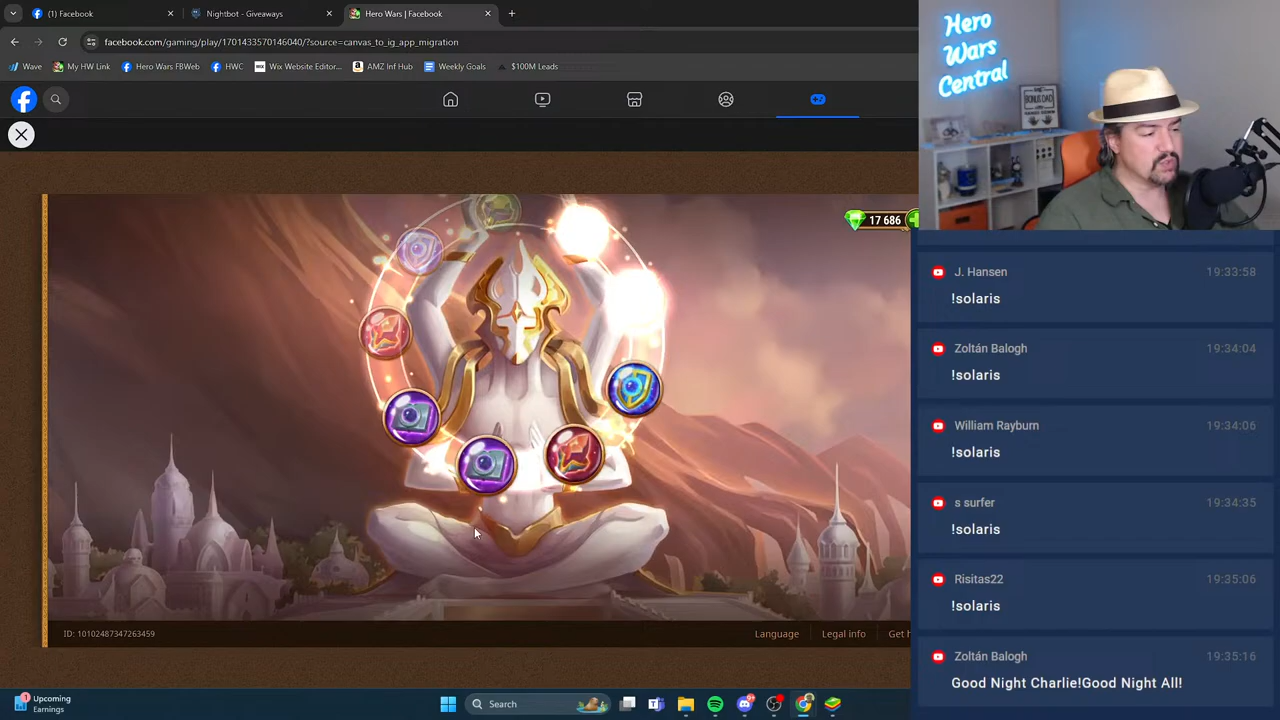 (1) Facebook
Nightbot - Giveaways
Hero Wars | Facebook
facebook.com/gaming/play/1701433570146040/?source=canvas_to_ig_app_migration
Wave
My HW Link
Hero Wars FBWeb
HWC
Wix Website Editor...
AMZ Inf Hub
Weekly Goals
$100M Leads
17 686
Hero
Wars
Central
BONUS
DAD
J. Hansen 19:33:58
!solaris
Zoltán Balogh 19:34:04
!solaris
William Rayburn 19:34:06
!solaris
s surfer 19:34:35
!solaris
Risitas22 19:35:06
!solaris
Zoltán Balogh 19:35:16
Good Night Charlie!Good Night All!
ID: 10102487347263459
Language
Legal info
Get h
Upcoming
Earnings
Search